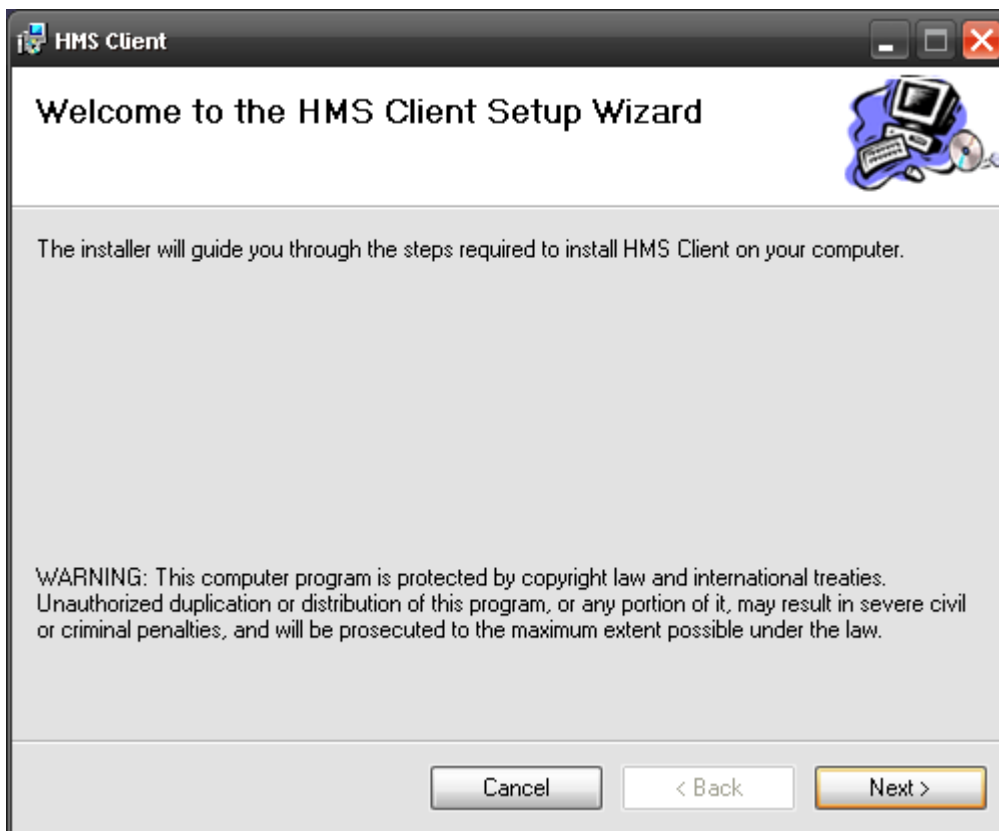 HMS Client
Welcome to the HMS Client Setup Wizard
The installer will guide you through the steps required to install HMS Client on your computer.
WARNING: This computer program is protected by copyright law and international treaties.
Unauthorized duplication or distribution of this program, or any portion of it, may result in severe civil
or criminal penalties, and will be prosecuted to the maximum extent possible under the law.
Cancel
< Back
Next >